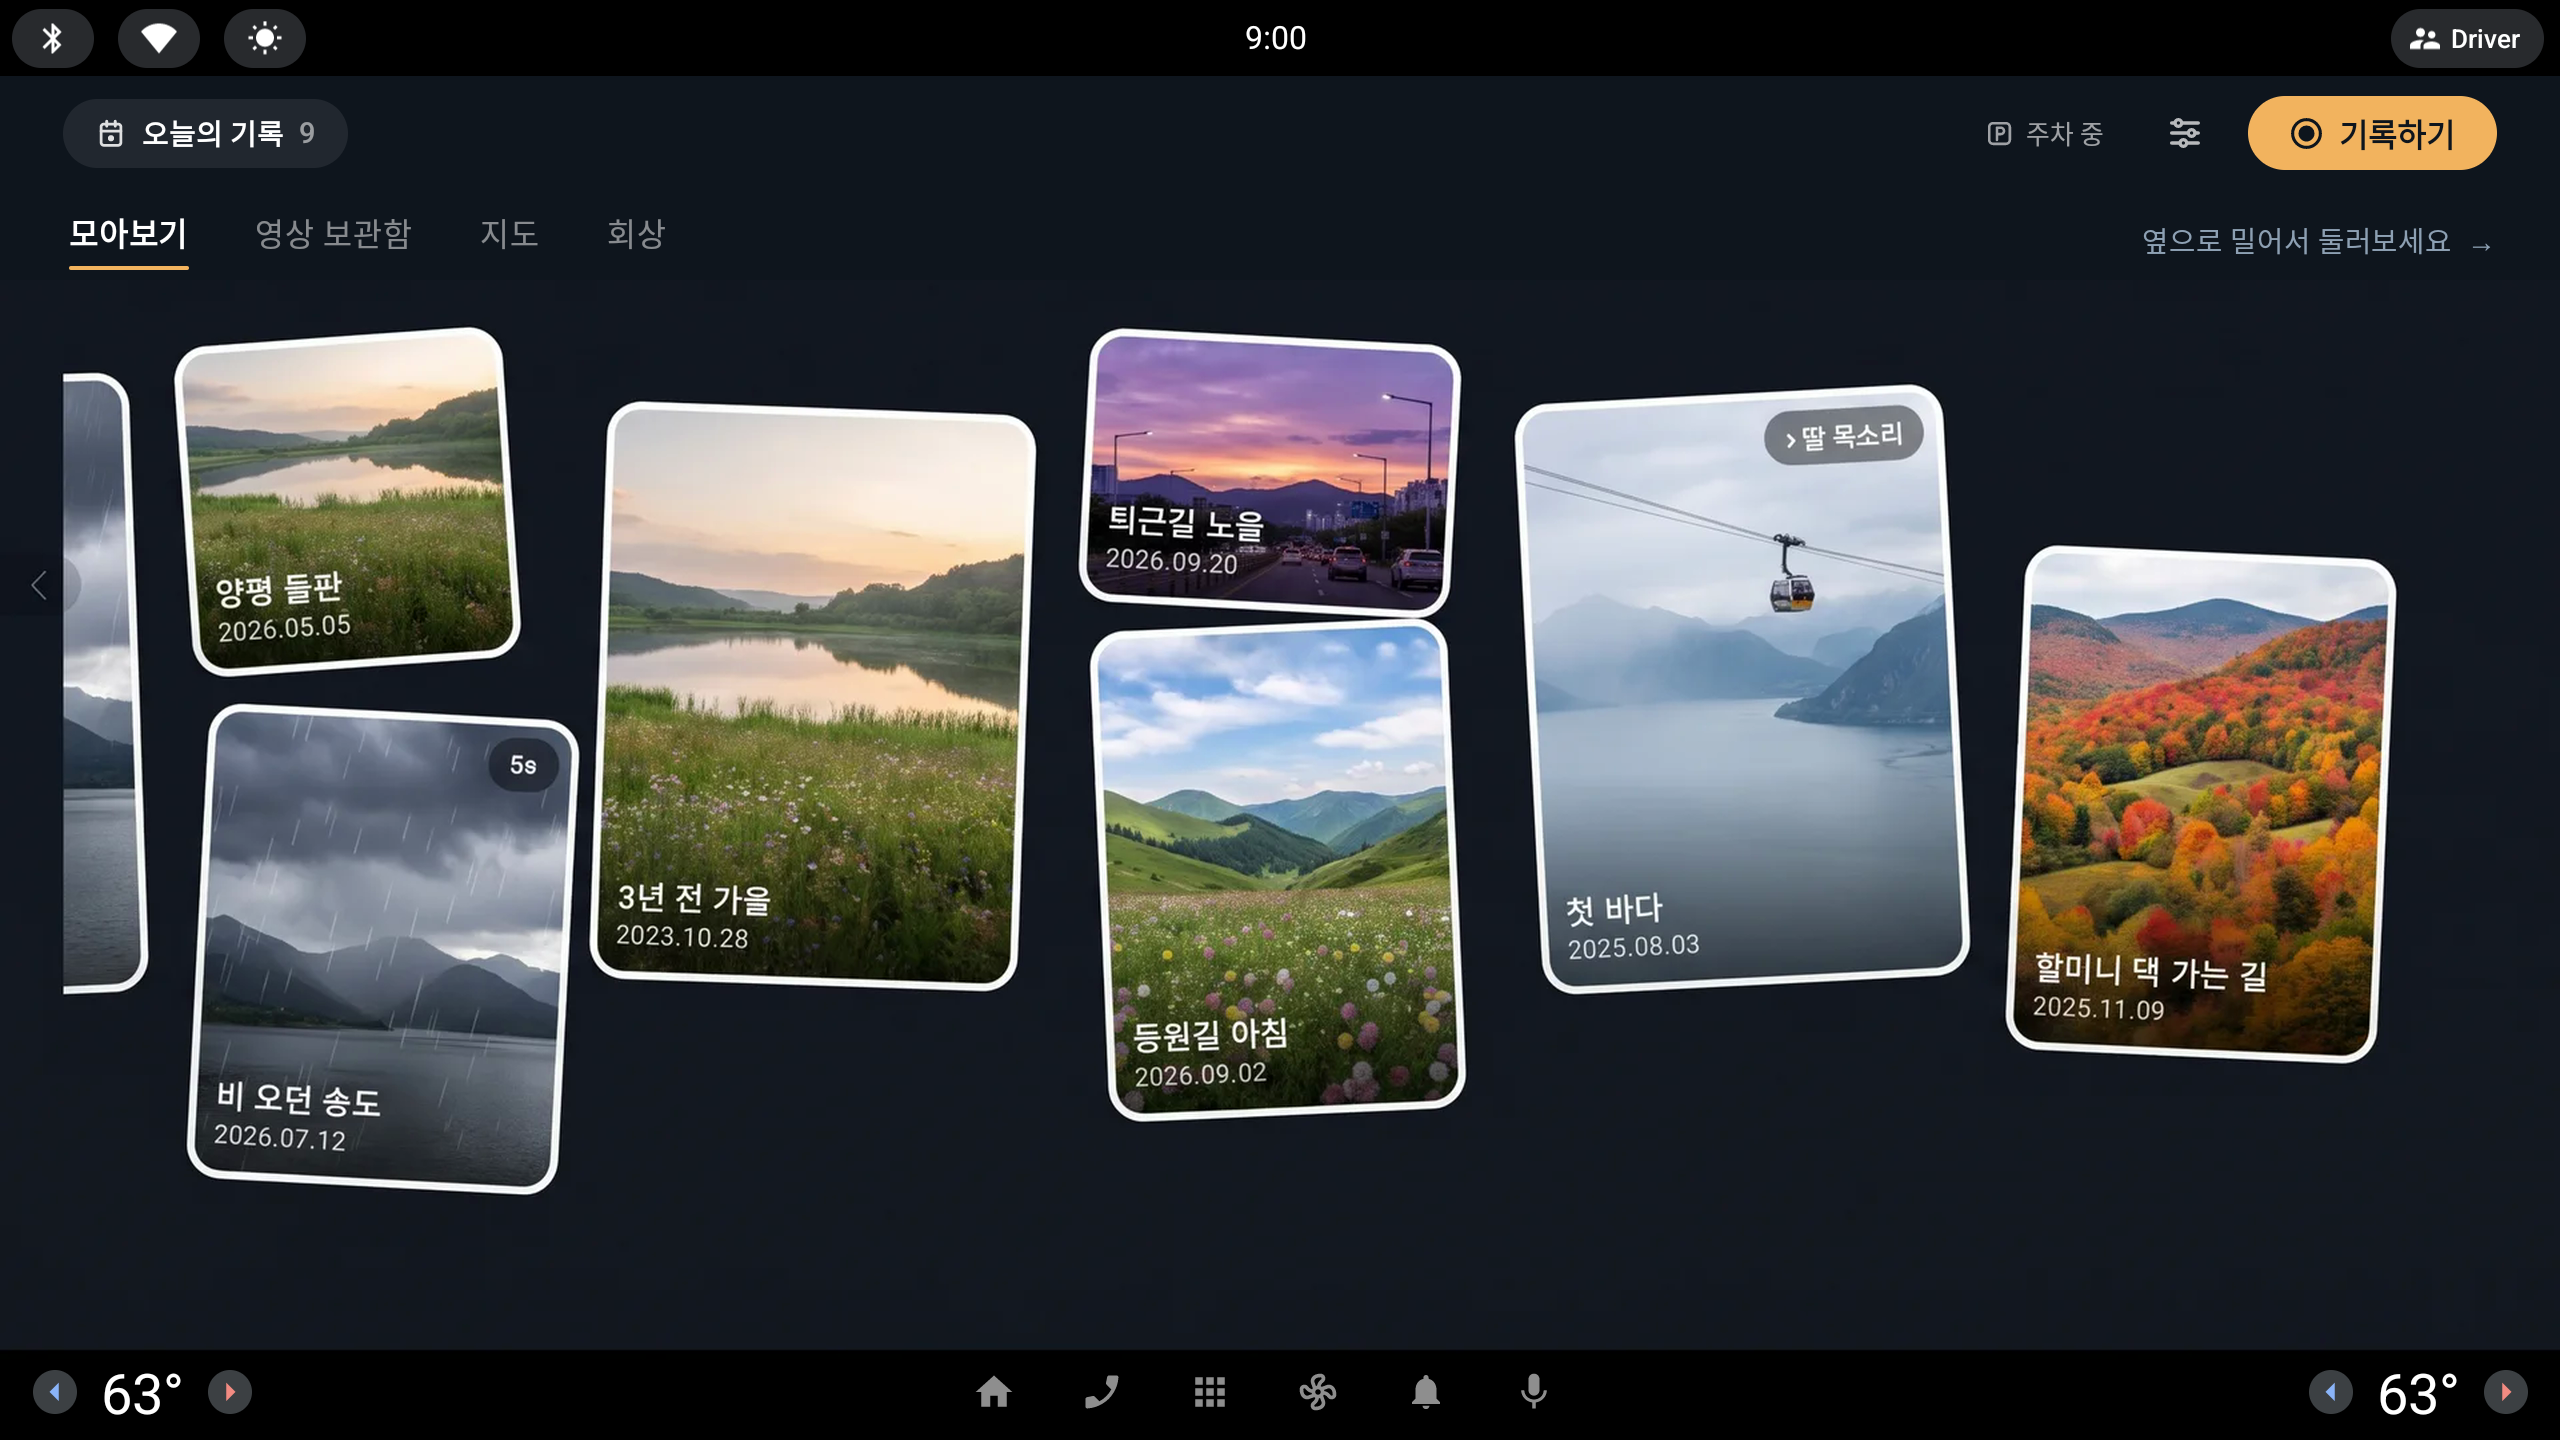 9:00
Driver
오늘의 기록 9
주차 중
기록하기
모아보기
영상 보관함
지도
회상
옆으로 밀어서 둘러보세요 →
양평 들판
2026.05.05
5s
비 오던 송도
2026.07.12
3년 전 가을
2023.10.28
퇴근길 노을
2026.09.20
등원길 아침
2026.09.02
› 딸 목소리
첫 바다
2025.08.03
할미니 댁 가는 길
2025.11.09
63°
63°